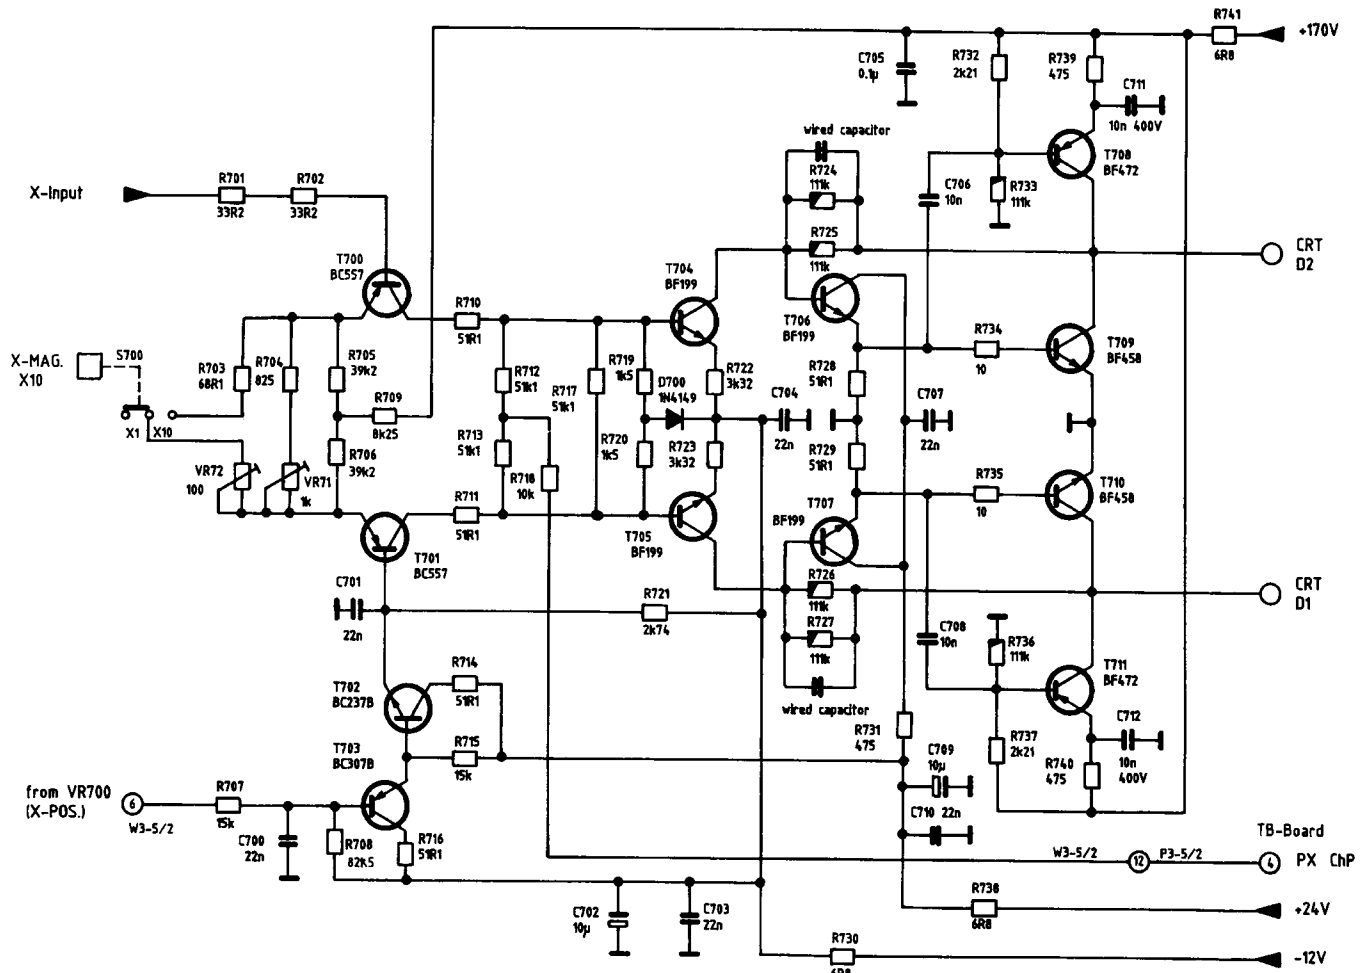 R741
+170V
6R8
C705
0.1µ
R732
2k21
R739
475
C711
10n 400V
wired capacitor
R724
111k
T708
BF472
C706
10n
R733
111k
X-Input
R701
33R2
R702
33R2
R725
111k
CRT
D2
T700
BC557
T704
BF199
T706
BF199
R710
51R1
R734
10
T709
BF458
X-MAG.
X10
S700
R703
68R1
R704
825
R705
39k2
R719
1k5
D700
1N4149
R722
3k32
R728
51R1
R712
51k1
R717
51k1
C704
22n
C707
22n
R709
8k25
X1
X10
R713
51k1
R720
1k5
R723
3k32
R729
51R1
R706
39k2
VR72
100
VR71
1k
R718
10k
R735
10
T710
BF458
R711
51R1
T707
BF199
T705
BF199
T701
BC557
C701
22n
R726
111k
CRT
D1
R721
2k74
R727
111k
C708
10n
R736
111k
T711
BF472
T702
BC237B
R714
51R1
wired capacitor
R731
475
C712
10n
400V
R737
2k21
T703
BC307B
R715
15k
C709
10µ
R740
475
from VR700
(X-POS.)
6
W3-5/2
R707
15k
C710
22n
C700
22n
R708
82k5
R716
51R1
TB-Board
W3-5/2
12
P3-5/2
4
PX ChP
C702
10µ
C703
22n
R738
6R8
+24V
R730
6R8
-12V